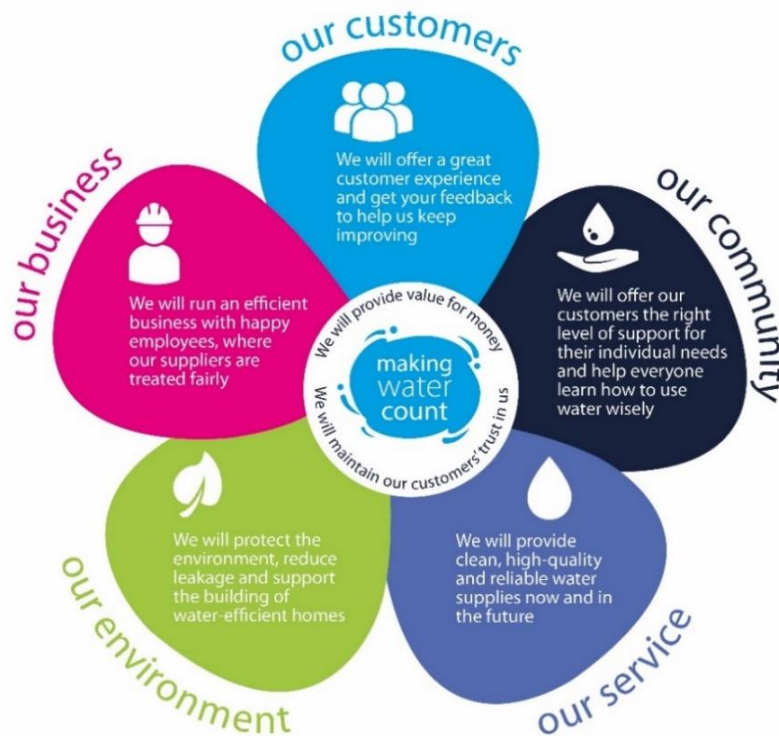 our customers
We will offer a great
customer experience
and get your feedback
to help us keep
improving
our community
We will offer our
customers the right
level of support for
their individual needs
and help everyone
learn how to use
water wisely
our service
We will provide
clean, high-quality
and reliable water
supplies now and in
the future
our environment
We will protect the
environment, reduce
leakage and support
the building of
water-efficient homes
our business
We will run an efficient
business with happy
employees, where
our suppliers are
treated fairly
We will provide value for money
making
water
count
We will maintain our customers' trust in us